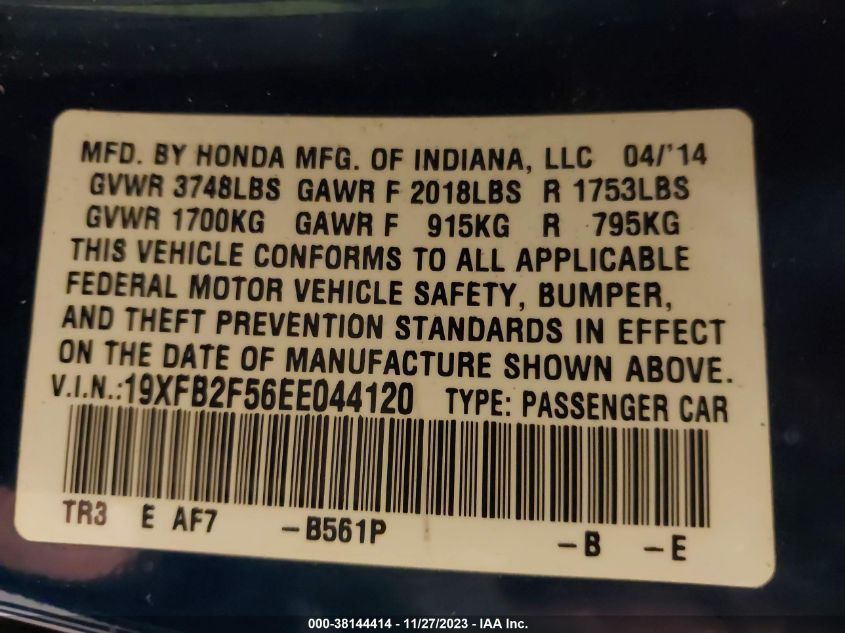 MFD. BY HONDA MFG. OF INDIANA, LLC 04/'14
GVWR 3748LBS GAWR F 2018LBS R 1753LBS
GVWR 1700KG GAWR F 915KG R 795KG
THIS VEHICLE CONFORMS TO ALL APPLICABLE
FEDERAL MOTOR VEHICLE SAFETY, BUMPER,
AND THEFT PREVENTION STANDARDS IN EFFECT
ON THE DATE OF MANUFACTURE SHOWN ABOVE.
V.I.N.:19XFB2F56EE044120 TYPE: PASSENGER CAR
TR3 E AF7 -B561P -B -E
000-38144414 - 11/27/2023 - IAA Inc.